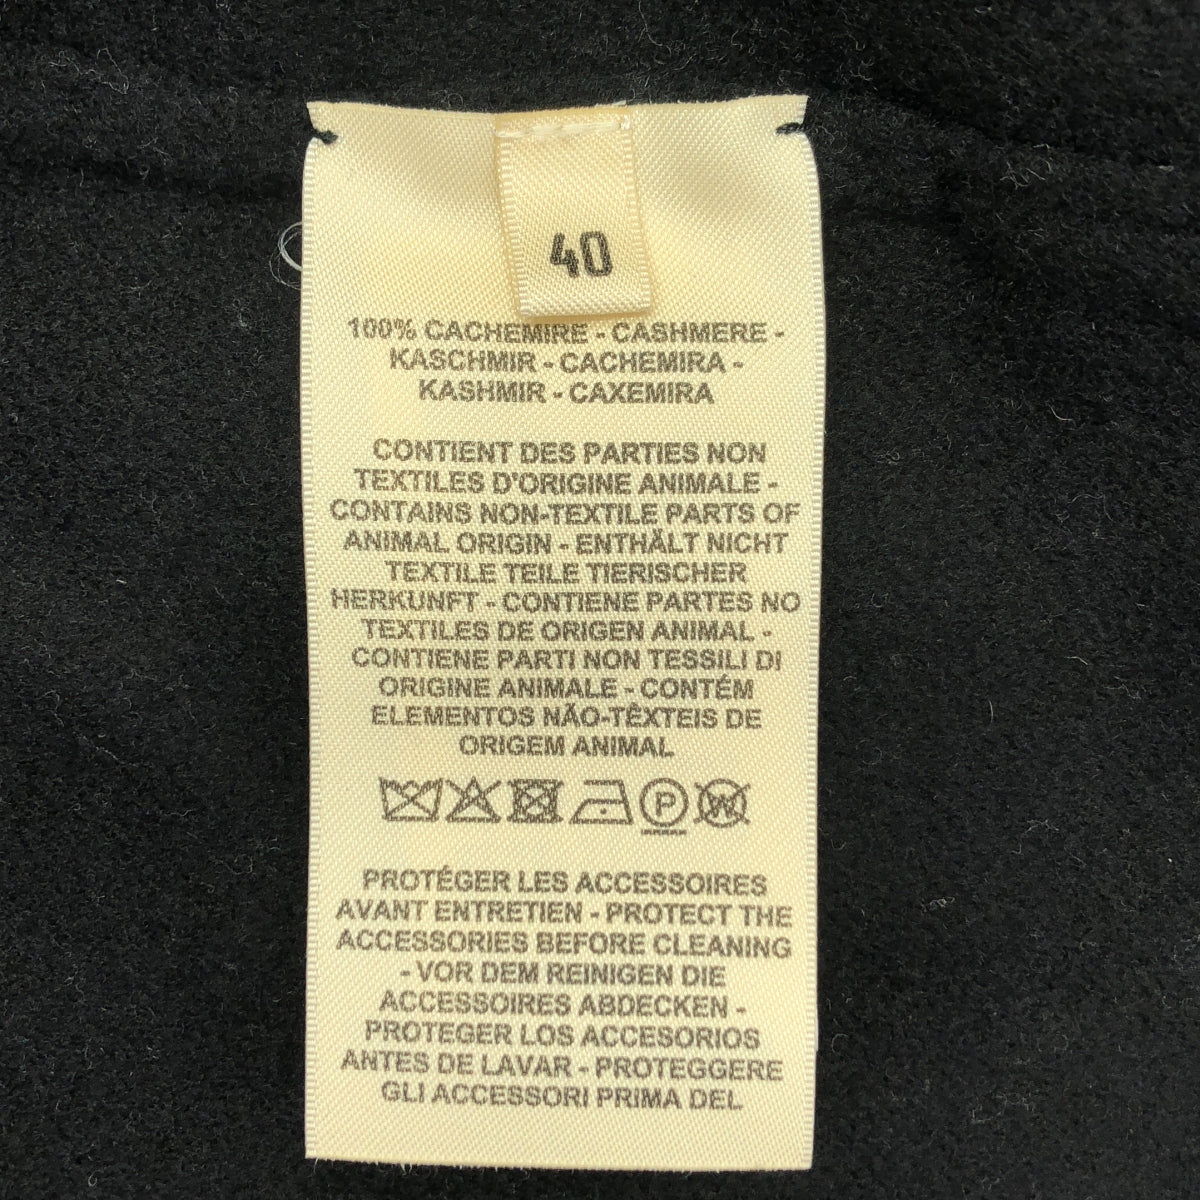 40
100% CACHEMIRE - CASHMERE -
KASCHMIR - CACHEMIRA -
KASHMIR - CAXEMIRA
CONTIENT DES PARTIES NON
TEXTILES D'ORIGINE ANIMALE -
CONTAINS NON-TEXTILE PARTS OF
ANIMAL ORIGIN - ENTHÄLT NICHT
TEXTILE TEILE TIERISCHER
HERKUNFT - CONTIENE PARTES NO
TEXTILES DE ORIGEN ANIMAL -
CONTIENE PARTI NON TESSILI DI
ORIGINE ANIMALE - CONTÉM
ELEMENTOS NÃO-TÊXTEIS DE
ORIGEM ANIMAL
P W
PROTÉGER LES ACCESSOIRES
AVANT ENTRETIEN - PROTECT THE
ACCESSORIES BEFORE CLEANING
- VOR DEM REINIGEN DIE
ACCESSOIRES ABDECKEN -
PROTEGER LOS ACCESORIOS
ANTES DE LAVAR - PROTEGGERE
GLI ACCESSORI PRIMA DEL